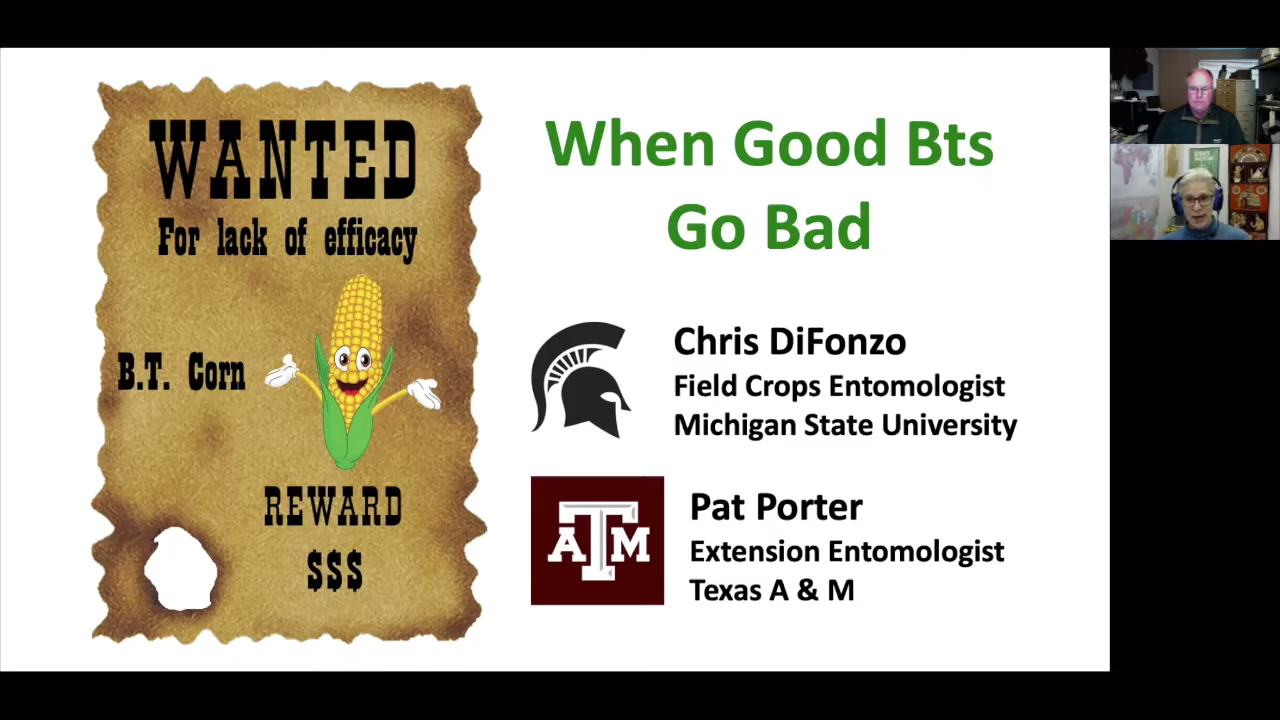 WANTED
For lack of efficacy
B.T. Corn
REWARD
$$$
When Good Bts
Go Bad
Chris DiFonzo
Field Crops Entomologist
Michigan State University
ATM
Pat Porter
Extension Entomologist
Texas A & M